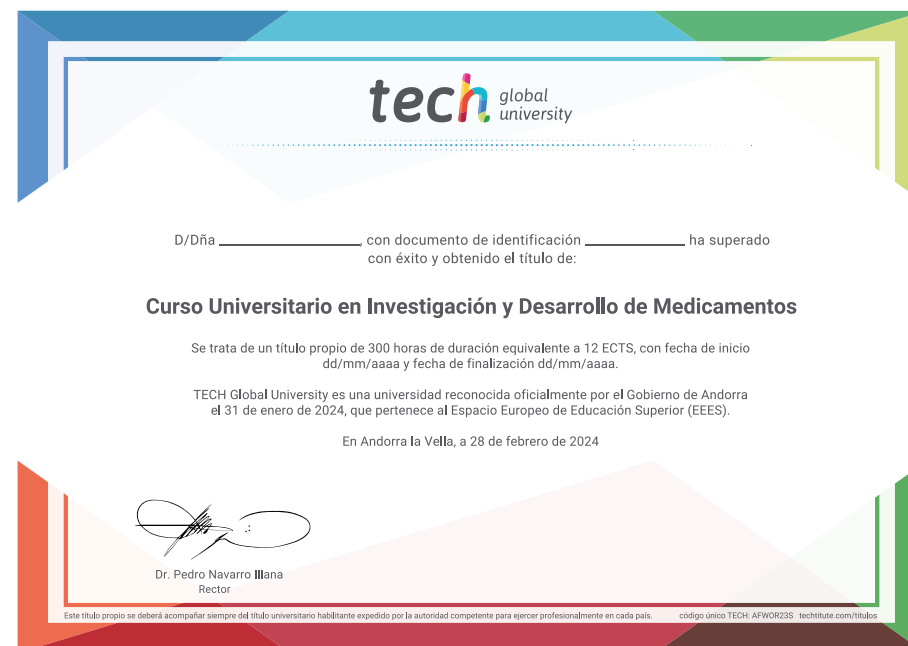 tech global university
D/Dña ______________, con documento de identificación __________ ha superado
con éxito y obtenido el título de:
Curso Universitario en Investigación y Desarrollo de Medicamentos
Se trata de un título propio de 300 horas de duración equivalente a 12 ECTS, con fecha de inicio
dd/mm/aaaa y fecha de finalización dd/mm/aaaa.
TECH Global University es una universidad reconocida oficialmente por el Gobierno de Andorra
el 31 de enero de 2024, que pertenece al Espacio Europeo de Educación Superior (EEES).
En Andorra la Vella, a 28 de febrero de 2024
Dr. Pedro Navarro Illana
Rector
Este título propio se deberá acompañar siempre del título universitario habilitante expedido por la autoridad competente para ejercer profesionalmente en cada país. código único TECH: AFWOR23S techtitute.com/titulos